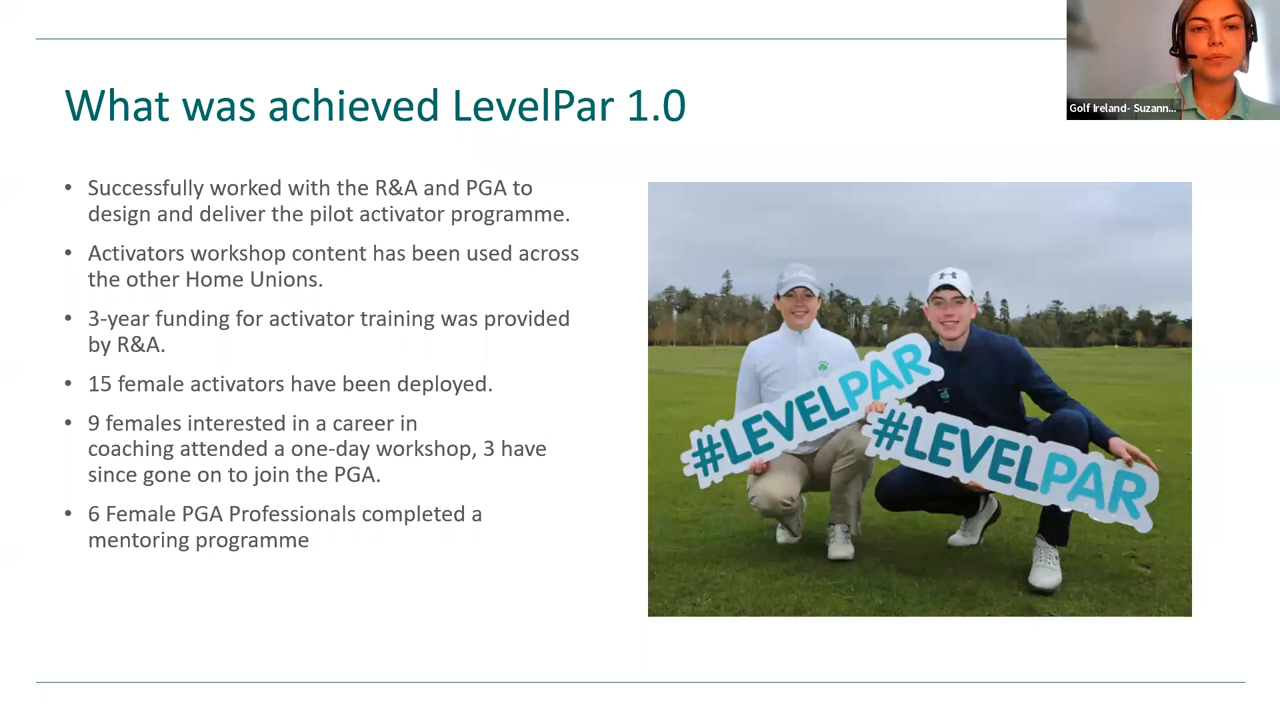 Golf Ireland- Suzann...
What was achieved LevelPar 1.0
• Successfully worked with the R&A and PGA to
design and deliver the pilot activator programme.
• Activators workshop content has been used across
the other Home Unions.
• 3-year funding for activator training was provided
by R&A.
• 15 female activators have been deployed.
• 9 females interested in a career in
coaching attended a one-day workshop, 3 have
since gone on to join the PGA.
• 6 Female PGA Professionals completed a
mentoring programme
#LEVELPAR
#LEVELPAR